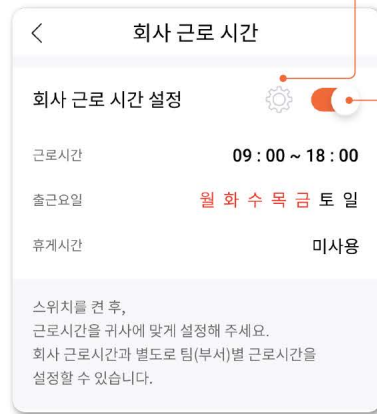 회사 근로 시간
회사 근로 시간 설정
근로시간 09 : 00 ~ 18 : 00
출근요일 월 화 수 목 금 토 일
휴게시간 미사용
스위치를 켠 후,
근로시간을 귀사에 맞게 설정해 주세요.
회사 근로시간과 별도로 팀(부서)별 근로시간을
설정할 수 있습니다.